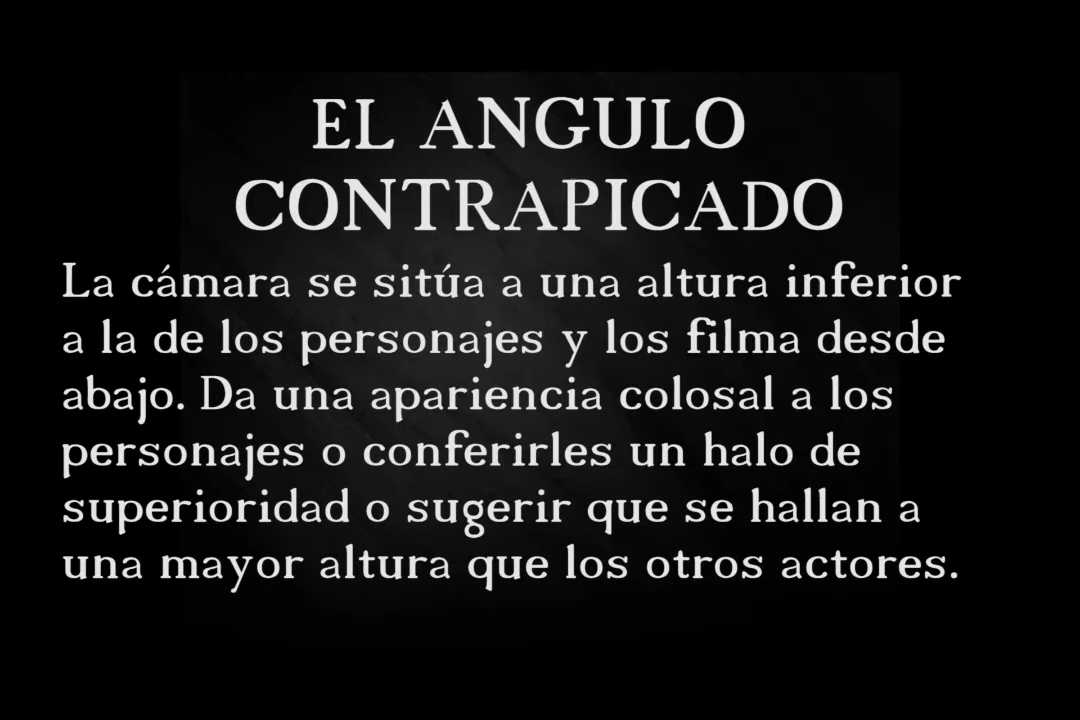 EL ANGULO
CONTRAPICADO
La cámara se sitúa a una altura inferior
a la de los personajes y los filma desde
abajo. Da una apariencia colosal a los
personajes o conferirles un halo de
superioridad o sugerir que se hallan a
una mayor altura que los otros actores.